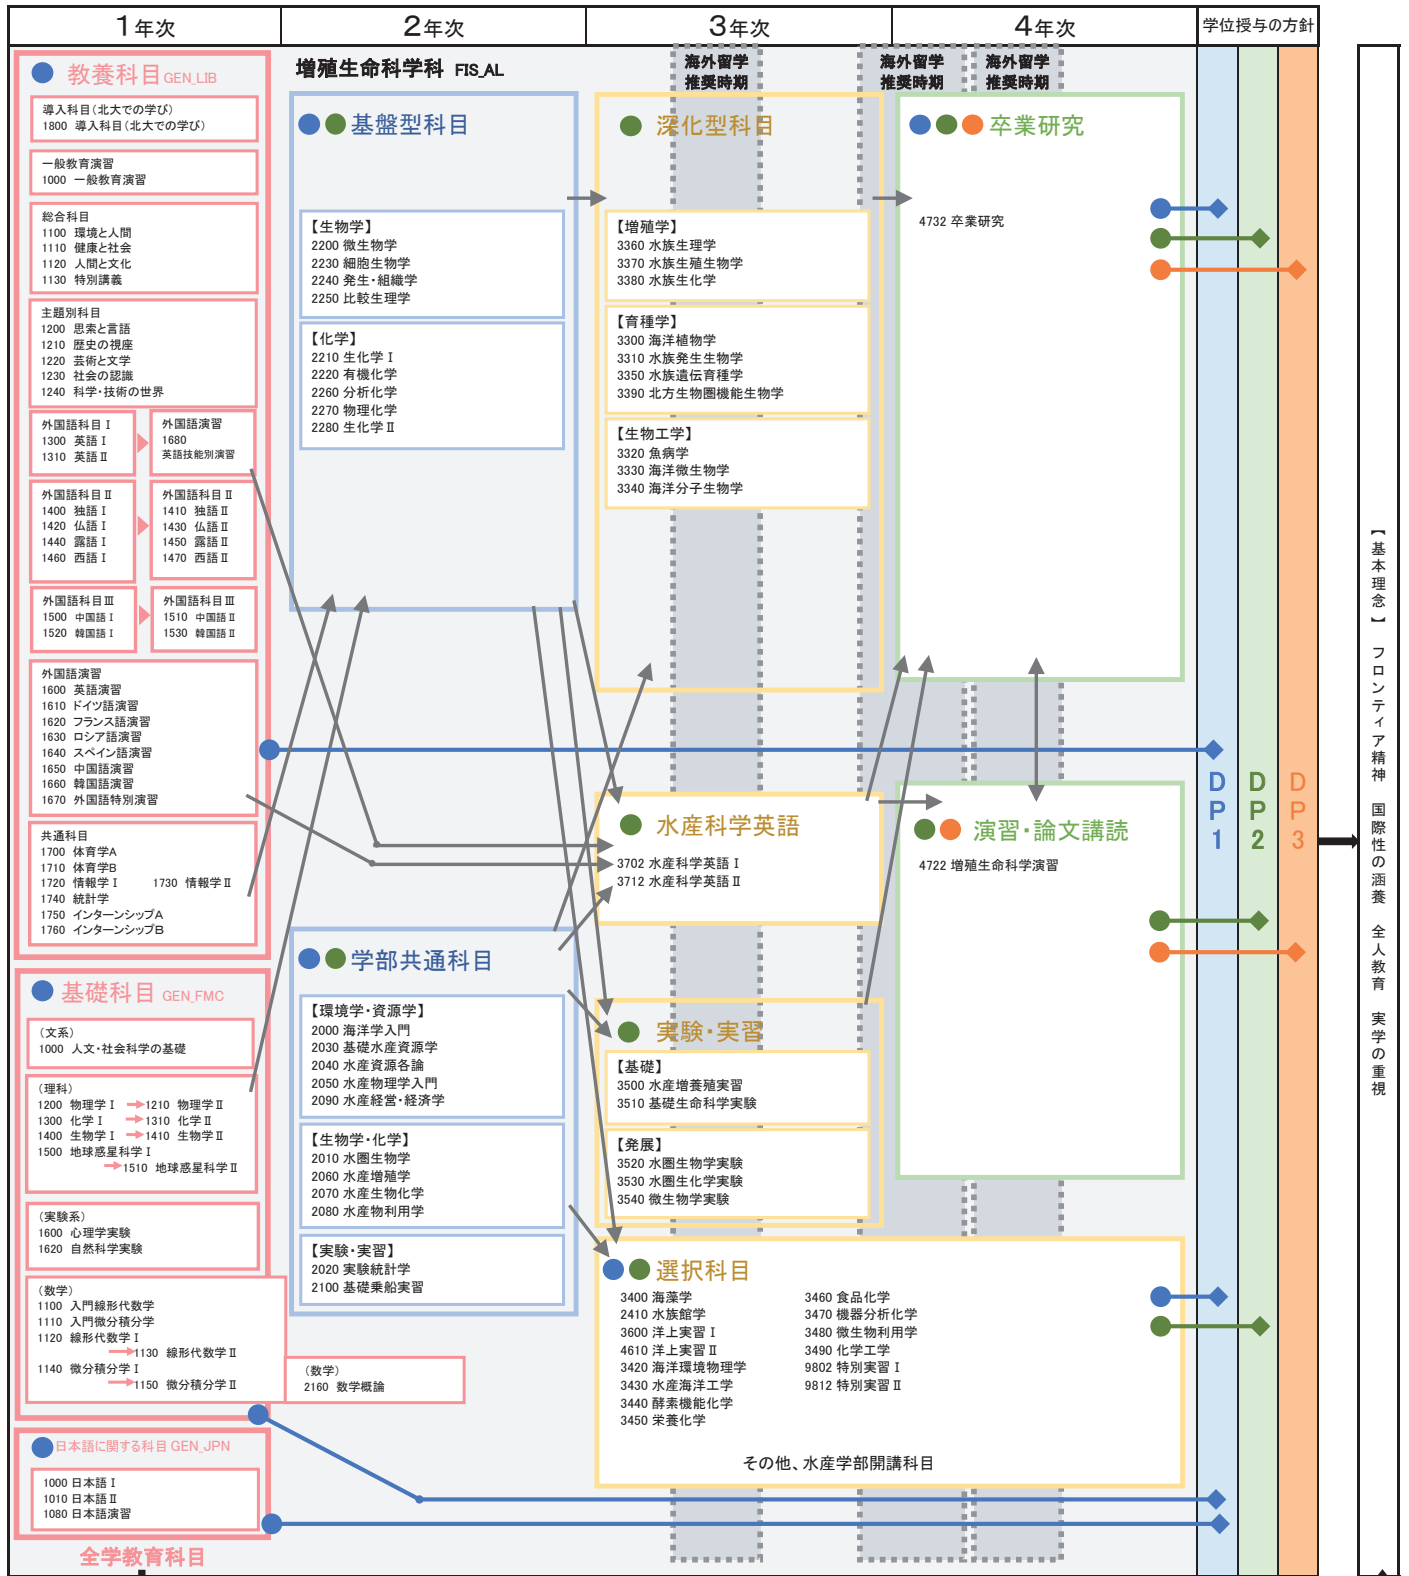 1年次
2年次
3年次
4年次
学位授与の方針
教養科目 GEN_LIB
導入科目(北大での学び)
1800 導入科目(北大での学び)
一般教育演習
1000 一般教育演習
総合科目
1100 環境と人間
1110 健康と社会
1120 人間と文化
1130 特別講義
主題別科目
1200 思索と言語
1210 歴史の視座
1220 芸術と文学
1230 社会の認識
1240 科学・技術の世界
外国語科目Ⅰ
1300 英語Ⅰ
1310 英語Ⅱ
外国語演習
1680
英語技能別演習
外国語科目Ⅱ
1400 独語Ⅰ
1420 仏語Ⅰ
1440 露語Ⅰ
1460 西語Ⅰ
外国語科目Ⅱ
1410 独語Ⅱ
1430 仏語Ⅱ
1450 露語Ⅱ
1470 西語Ⅱ
外国語科目Ⅲ
1500 中国語Ⅰ
1520 韓国語Ⅰ
外国語科目Ⅲ
1510 中国語Ⅱ
1530 韓国語Ⅱ
外国語演習
1600 英語演習
1610 ドイツ語演習
1620 フランス語演習
1630 ロシア語演習
1640 スペイン語演習
1650 中国語演習
1660 韓国語演習
1670 外国語特別演習
共通科目
1700 体育学A
1710 体育学B
1720 情報学Ⅰ 1730 情報学Ⅱ
1740 統計学
1750 インターンシップA
1760 インターンシップB
基礎科目 GEN_FMC
(文系)
1000 人文・社会科学の基礎
(理科)
1200 物理学Ⅰ 1210 物理学Ⅱ
1300 化学Ⅰ 1310 化学Ⅱ
1400 生物学Ⅰ 1410 生物学Ⅱ
1500 地球惑星科学Ⅰ
1510 地球惑星科学Ⅱ
(実験系)
1600 心理学実験
1620 自然科学実験
(数学)
1100 入門線形代数学
1110 入門微分積分学
1120 線形代数学Ⅰ
1130 線形代数学Ⅱ
1140 微分積分学Ⅰ
1150 微分積分学Ⅱ
(数学)
2160 数学概論
日本語に関する科目 GEN_JPN
1000 日本語Ⅰ
1010 日本語Ⅱ
1080 日本語演習
全学教育科目
増殖生命科学科 FIS_AL
基盤型科目
【生物学】
2200 微生物学
2230 細胞生物学
2240 発生・組織学
2250 比較生理学
【化学】
2210 生化学Ⅰ
2220 有機化学
2260 分析化学
2270 物理化学
2280 生化学Ⅱ
学部共通科目
【環境学・資源学】
2000 海洋学入門
2030 基礎水産資源学
2040 水産資源各論
2050 水産物理学入門
2090 水産経営・経済学
【生物学・化学】
2010 水圏生物学
2060 水産増殖学
2070 水産生物化学
2080 水産物利用学
【実験・実習】
2020 実験統計学
2100 基礎乗船実習
海外留学
推奨時期
海外留学
推奨時期
海外留学
推奨時期
深化型科目
【増殖学】
3360 水族生理学
3370 水族生殖生物学
3380 水族生化学
【育種学】
3300 海洋植物学
3310 水族発生生物学
3350 水族遺伝育種学
3390 北方生物圏機能生物学
【生物工学】
3320 魚病学
3330 海洋微生物学
3340 海洋分子生物学
水産科学英語
3702 水産科学英語Ⅰ
3712 水産科学英語Ⅱ
実験・実習
【基礎】
3500 水産増養殖実習
3510 基礎生命科学実験
【発展】
3520 水圏生物学実験
3530 水圏生化学実験
3540 微生物学実験
選択科目
3400 海藻学
2410 水族館学
3600 洋上実習Ⅰ
4610 洋上実習Ⅱ
3420 海洋環境物理学
3430 水産海洋工学
3440 酵素機能化学
3450 栄養化学
3460 食品化学
3470 機器分析化学
3480 微生物利用学
3490 化学工学
9802 特別実習Ⅰ
9812 特別実習Ⅱ
その他、水産学部開講科目
卒業研究
4732 卒業研究
演習・論文講読
4722 増殖生命科学演習
DP1
DP2
DP3
【基本理念】 フロンティア精神 国際性の涵養 全人教育 実学の重視